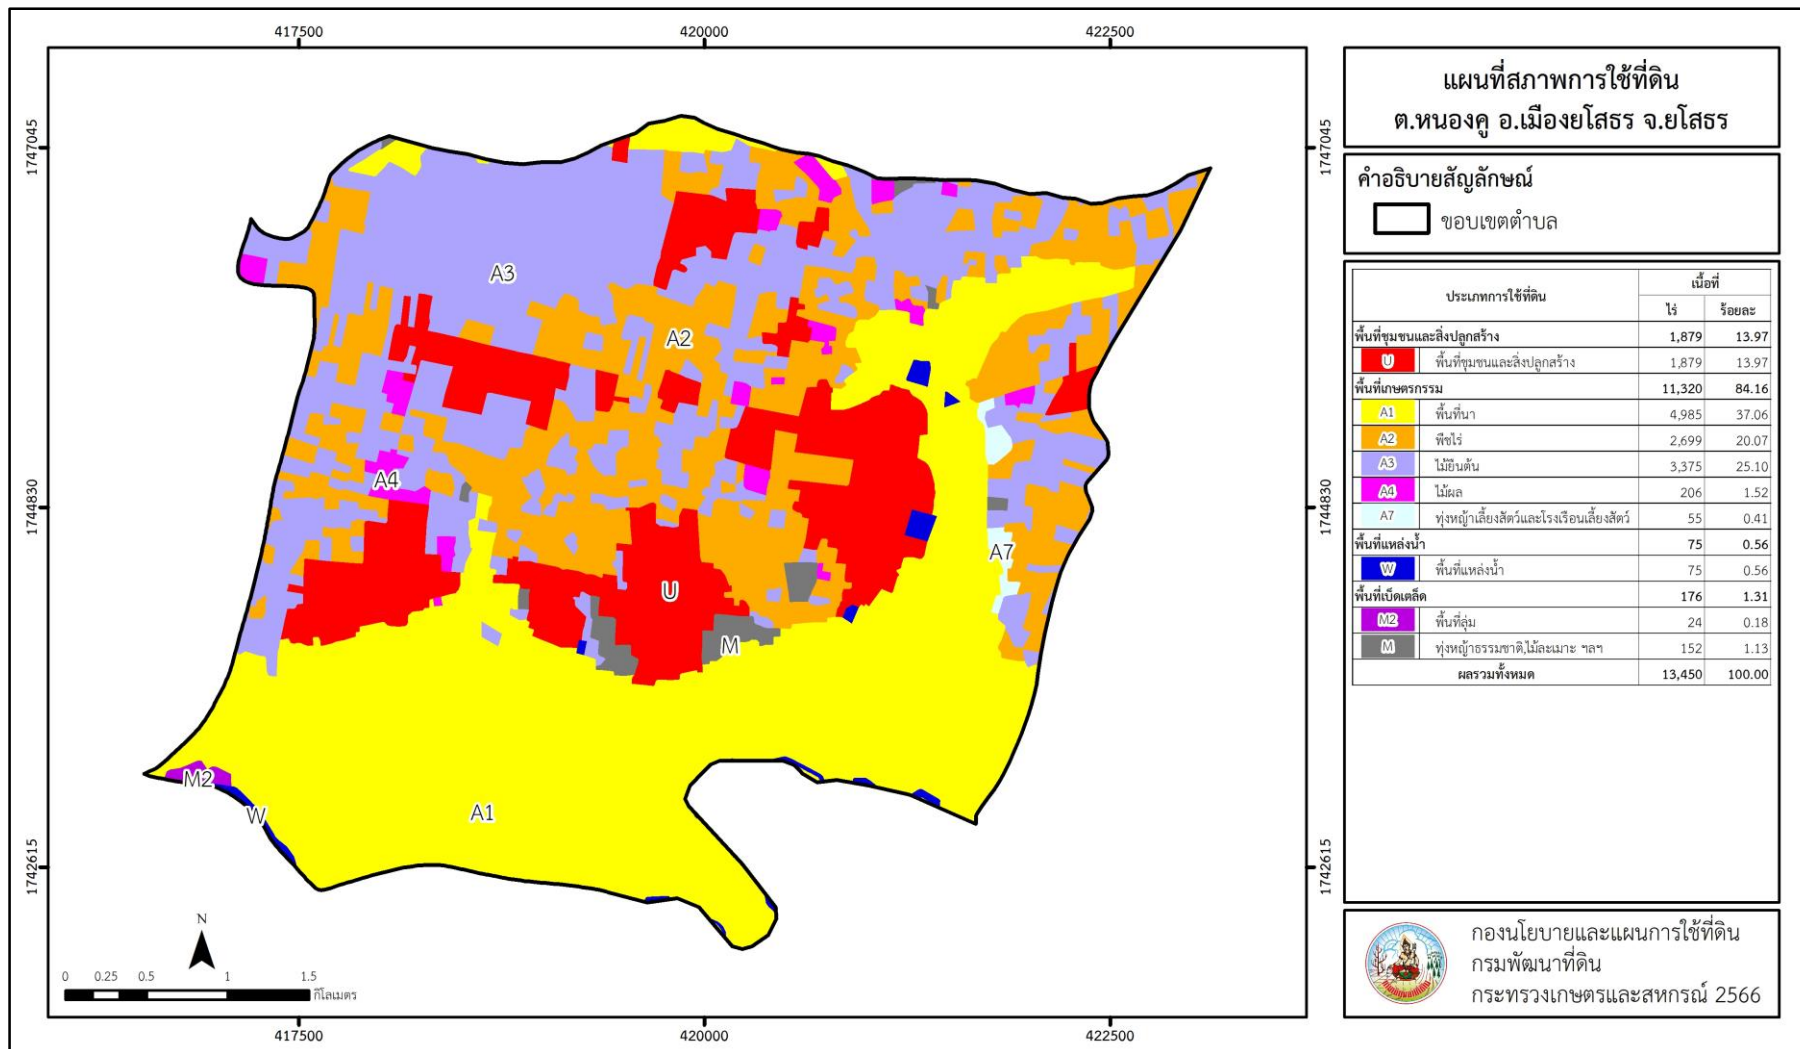 417500
420000
422500
1747045
1747045
A3
A2
A4
1744830
1744830
A7
U
M
M2
W
A1
1742615
1742615
N
0 0.25 0.5 1 1.5
กิโลเมตร
417500
420000
422500
แผนที่สภาพการใช้ที่ดิน
ต.หนองคู อ.เมืองยโสธร จ.ยโสธร
คำอธิบายสัญลักษณ์
ขอบเขตตำบล
ประเภทการใช้ที่ดิน เนื้อที่
ไร่ ร้อยละ
พื้นที่ชุมชนและสิ่งปลูกสร้าง 1,879 13.97
U พื้นที่ชุมชนและสิ่งปลูกสร้าง 1,879 13.97
พื้นที่เกษตรกรรม 11,320 84.16
A1 พื้นที่นา 4,985 37.06
A2 พืชไร่ 2,699 20.07
A3 ไม้ยืนต้น 3,375 25.10
A4 ไม้ผล 206 1.52
A7 ทุ่งหญ้าเลี้ยงสัตว์และโรงเรือนเลี้ยงสัตว์ 55 0.41
พื้นที่แหล่งน้ำ 75 0.56
W พื้นที่แหล่งน้ำ 75 0.56
พื้นที่เบ็ดเตล็ด 176 1.31
M2 พื้นที่ลุ่ม 24 0.18
M ทุ่งหญ้าธรรมชาติ,ไม้ละเมาะ ฯลฯ 152 1.13
ผลรวมทั้งหมด 13,450 100.00
กองนโยบายและแผนการใช้ที่ดิน
กรมพัฒนาที่ดิน
กระทรวงเกษตรและสหกรณ์ 2566